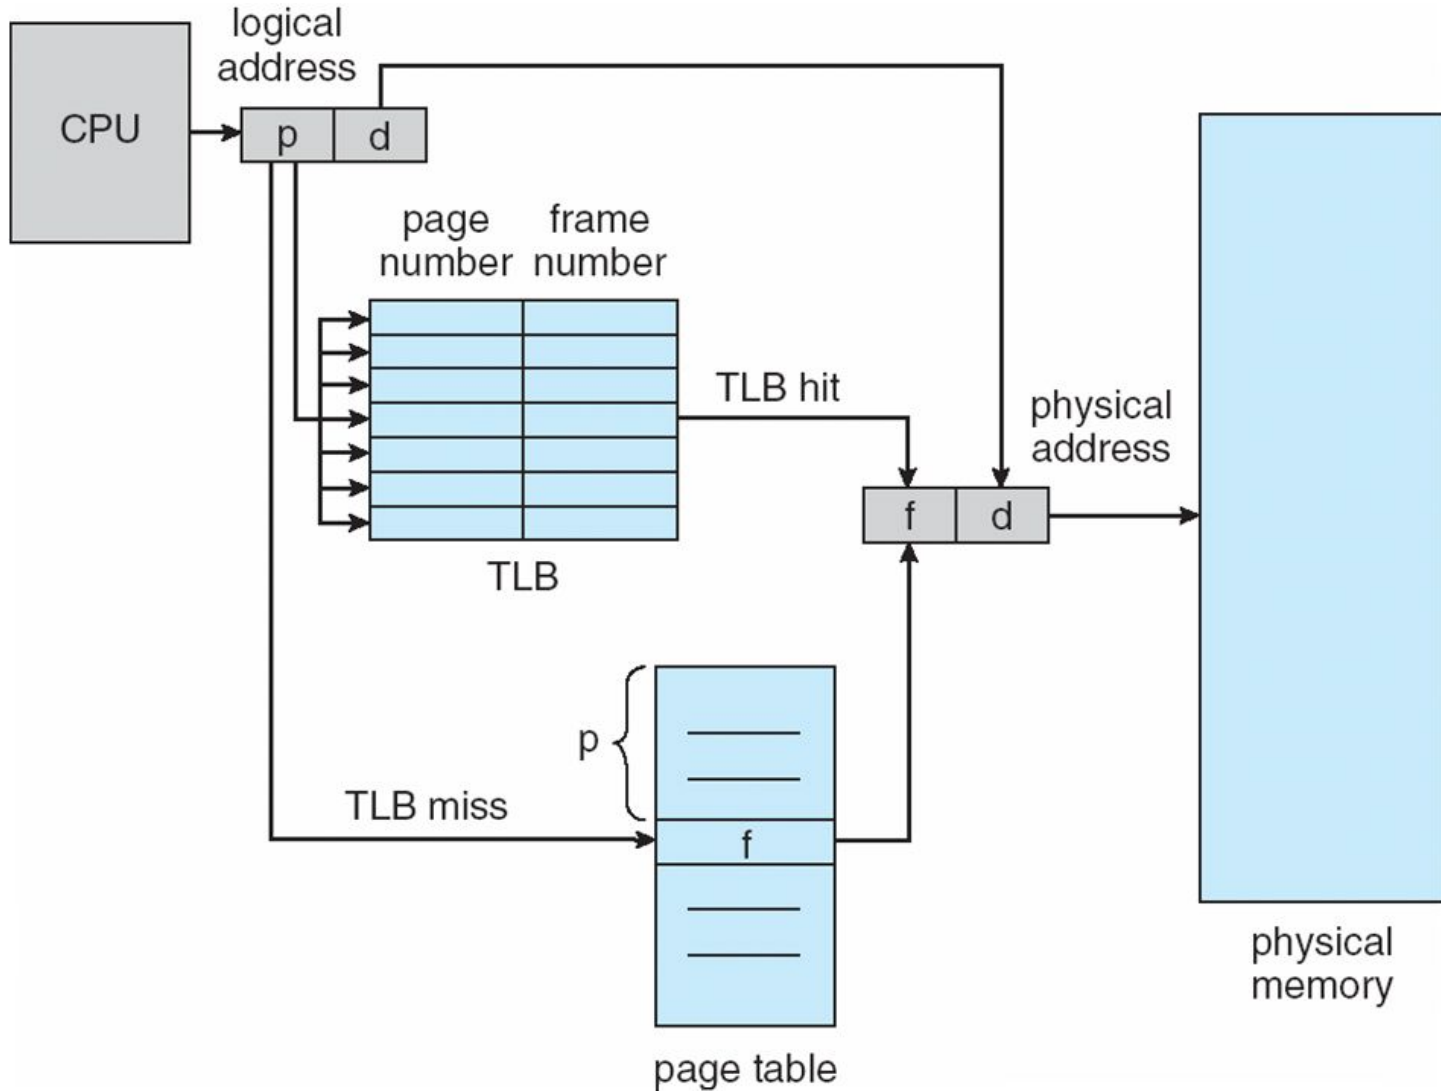 logical
address
CPU
p
d
page
number
frame
number
TLB hit
physical
address
f
d
TLB
p
TLB miss
f
physical
memory
page table